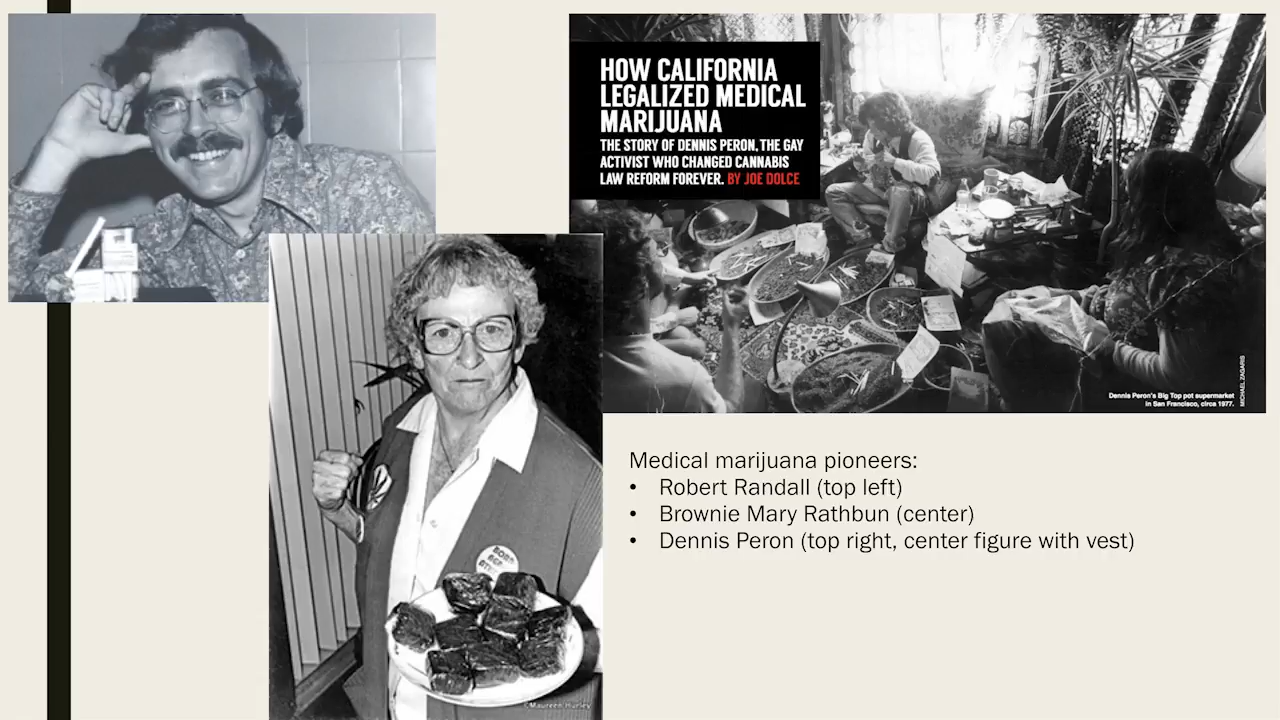 HOW CALIFORNIA
LEGALIZED MEDICAL
MARIJUANA
THE STORY OF DENNIS PERON, THE GAY
ACTIVIST WHO CHANGED CANNABIS
LAW REFORM FOREVER. BY JOE DOLCE
Dennis Peron's Big Top pot supermarket
in San Francisco, circa 1977.
MICHAEL ZAGARIS
Medical marijuana pioneers:
• Robert Randall (top left)
• Brownie Mary Rathbun (center)
• Dennis Peron (top right, center figure with vest)
©Maureen Hurley